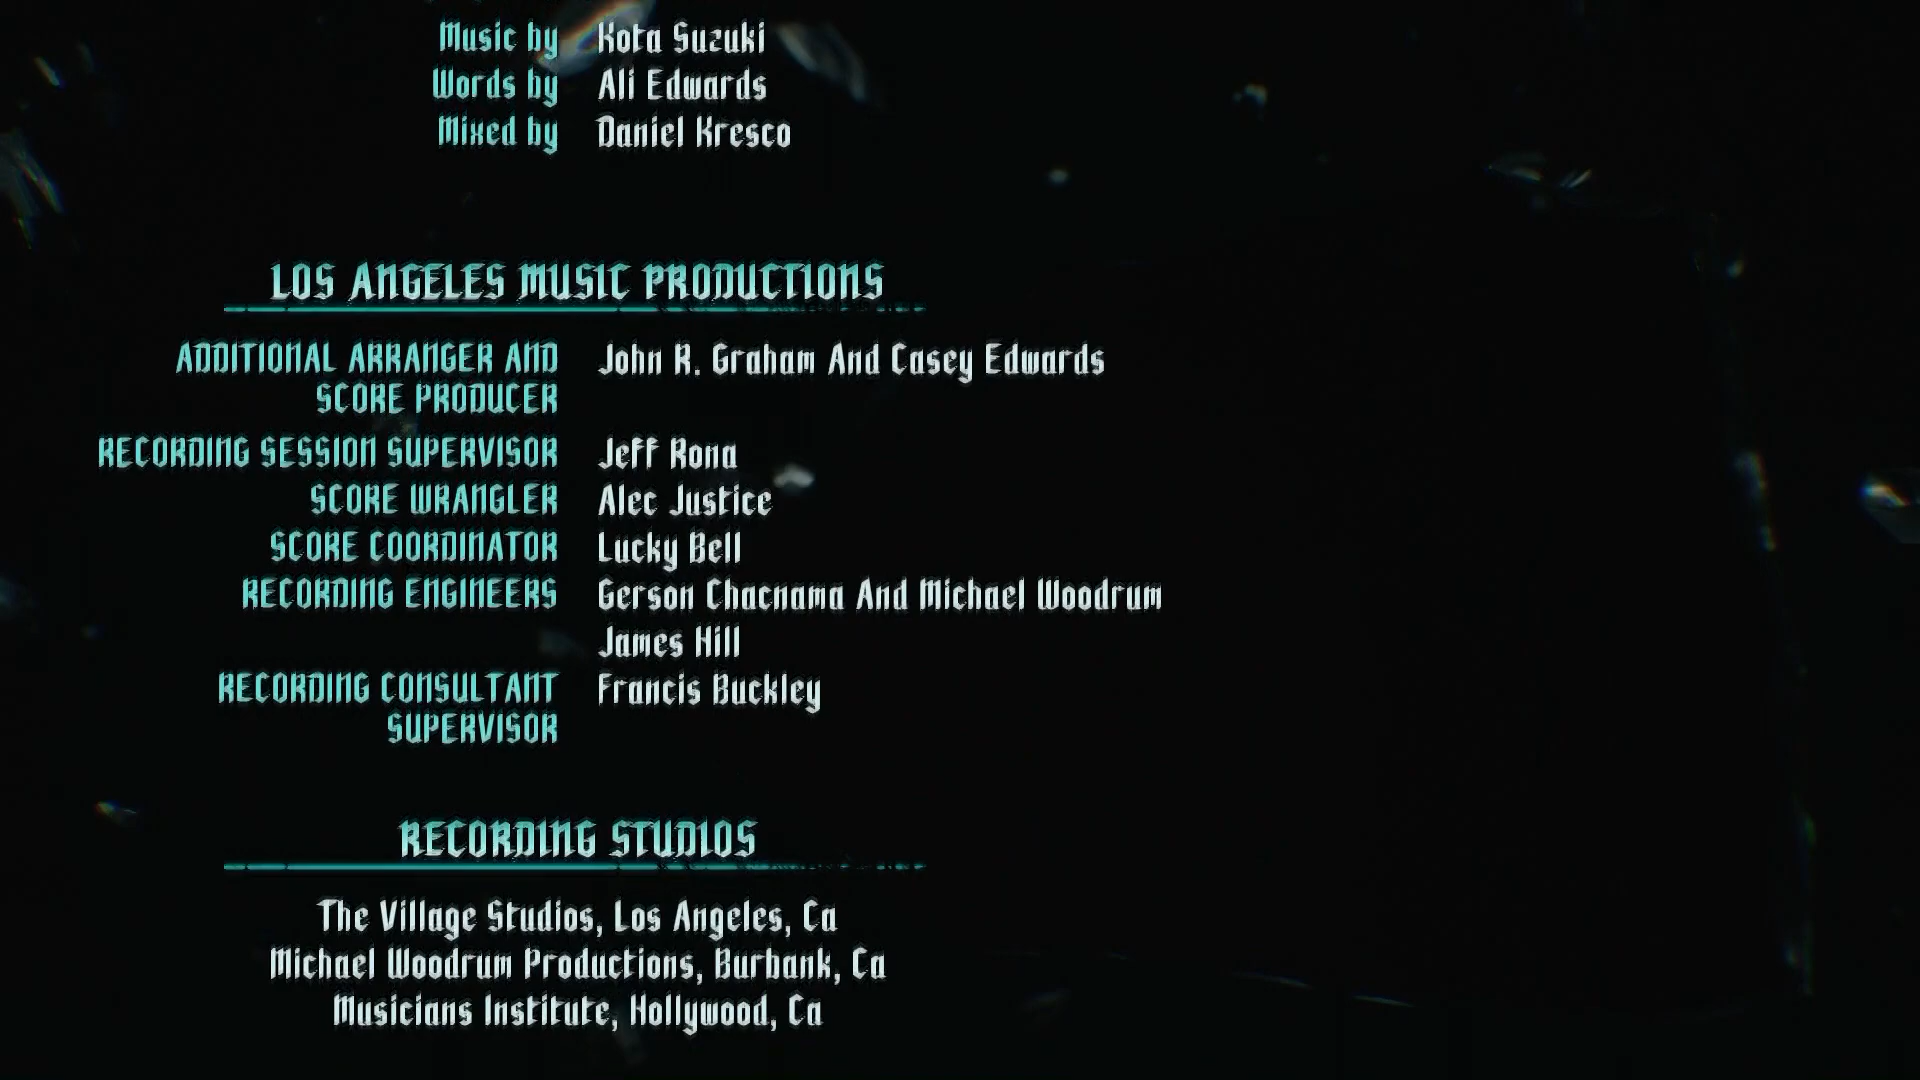 Music by Kota Suzuki
Words by Ali Edwards
Mixed by Daniel Kresco
LOS ANGELES MUSIC PRODUCTIONS
ADDITIONAL ARRANGER AND John R. Graham And Casey Edwards
SCORE PRODUCER
RECORDING SESSION SUPERVISOR Jeff Rona
SCORE WRANGLER Alec Justice
SCORE COORDINATOR Lucky Bell
RECORDING ENGINEERS Gerson Chacnama And Michael Woodrum
James Hill
RECORDING CONSULTANT Francis Buckley
SUPERVISOR
RECORDING STUDIOS
The Village Studios, Los Angeles, Ca
Michael Woodrum Productions, Burbank, Ca
Musicians Institute, Hollywood, Ca